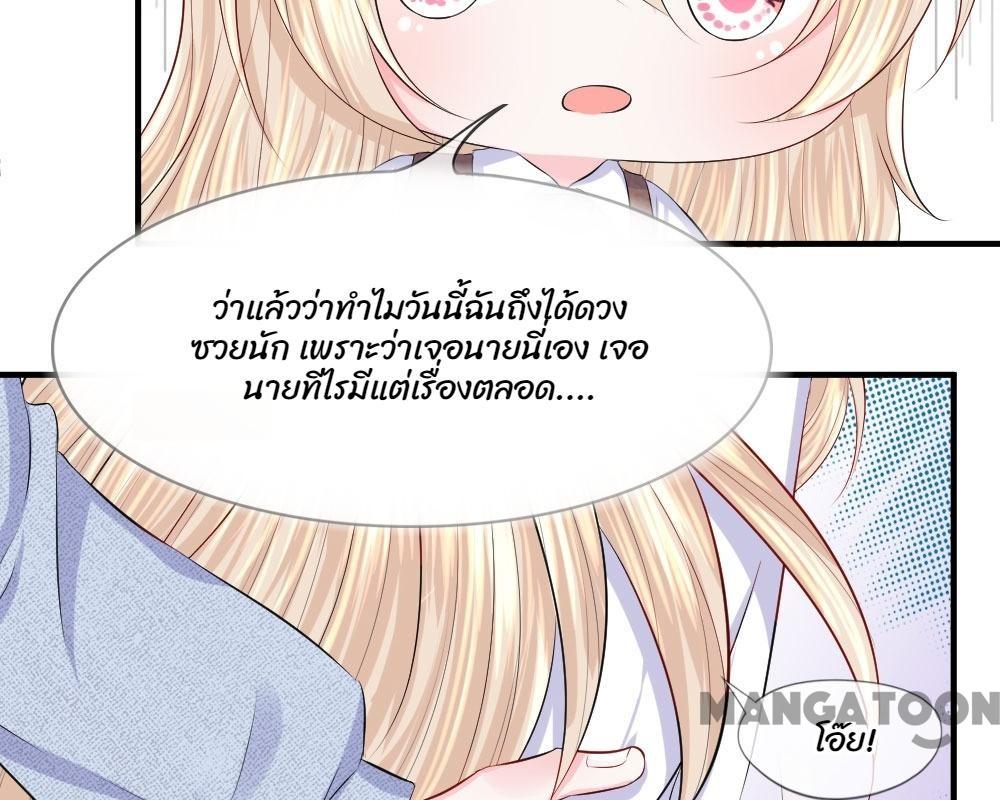 ว่าแล้วว่าทำไมวันนี้ฉันถึงได้ดวง
ซวยนัก เพราะว่าเจอนายนี่เอง เจอ
นายทีไรมีแต่เรื่องตลอด....
MANGATOON
โอ๊ย!